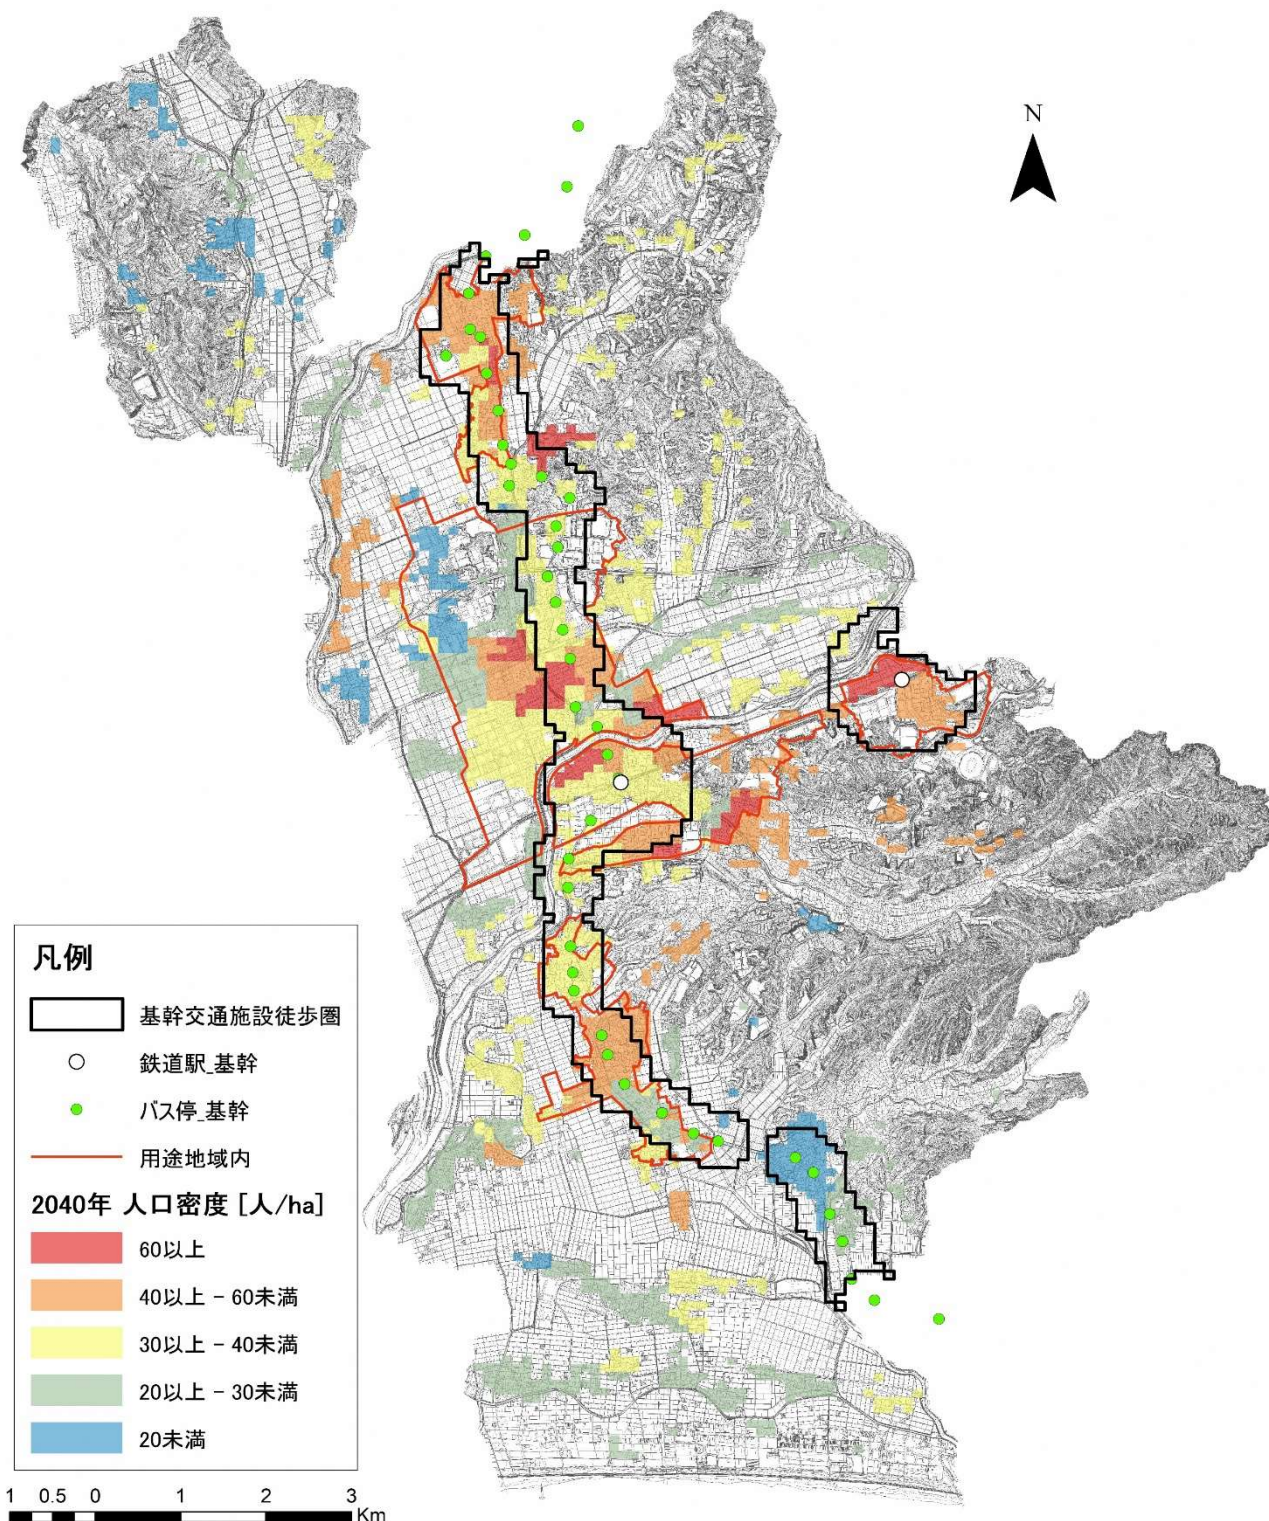 N
凡例
基幹交通施設徒歩圏
鉄道駅_基幹
バス停_基幹
用途地域内
2040年 人口密度 [人/ha]
60以上
40以上 - 60未満
30以上 - 40未満
20以上 - 30未満
20未満
1 0.5 0 1 2 3
Km